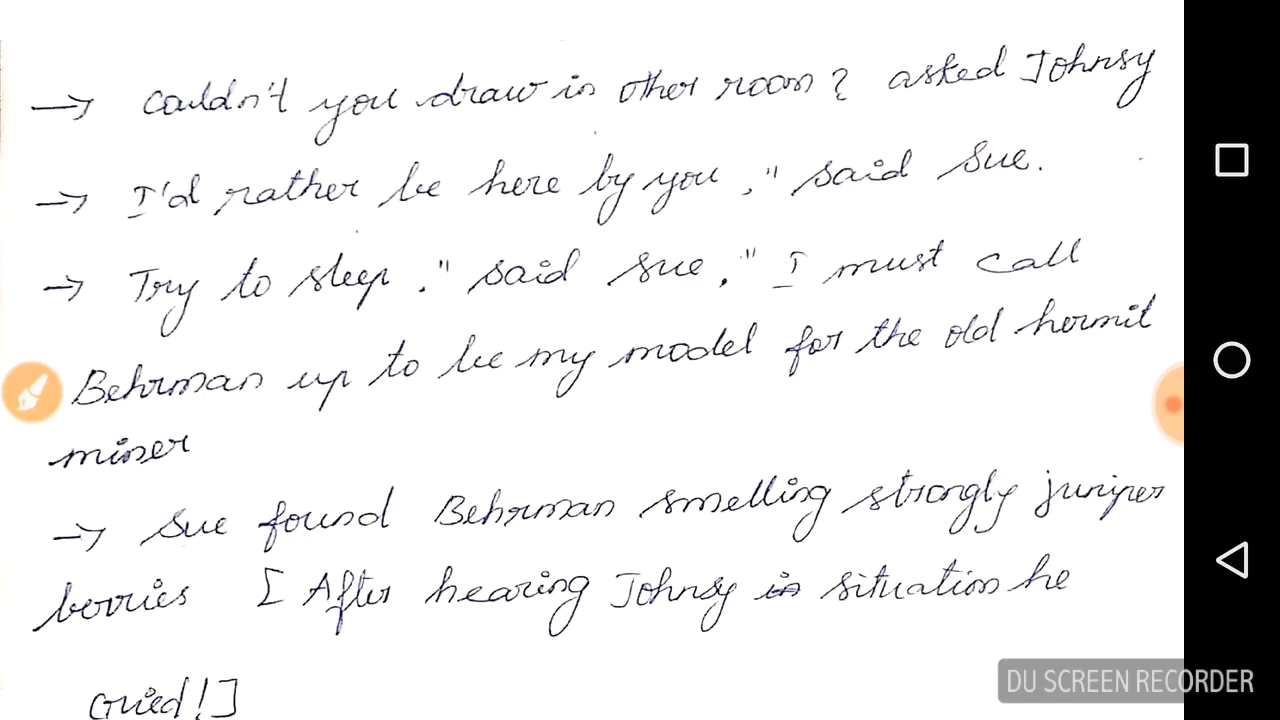 → Couldn't you draw in other room? asked Johnsy
→ I'd rather be here by you," said Sue.
→ Try to sleep," said Sue," I must call
Behrman up to be my model for the old hermit
miner
→ Sue found Behrman smelling strongly juniper
berries [ After hearing Johnsy situation he
cried!]
DU SCREEN RECORDER